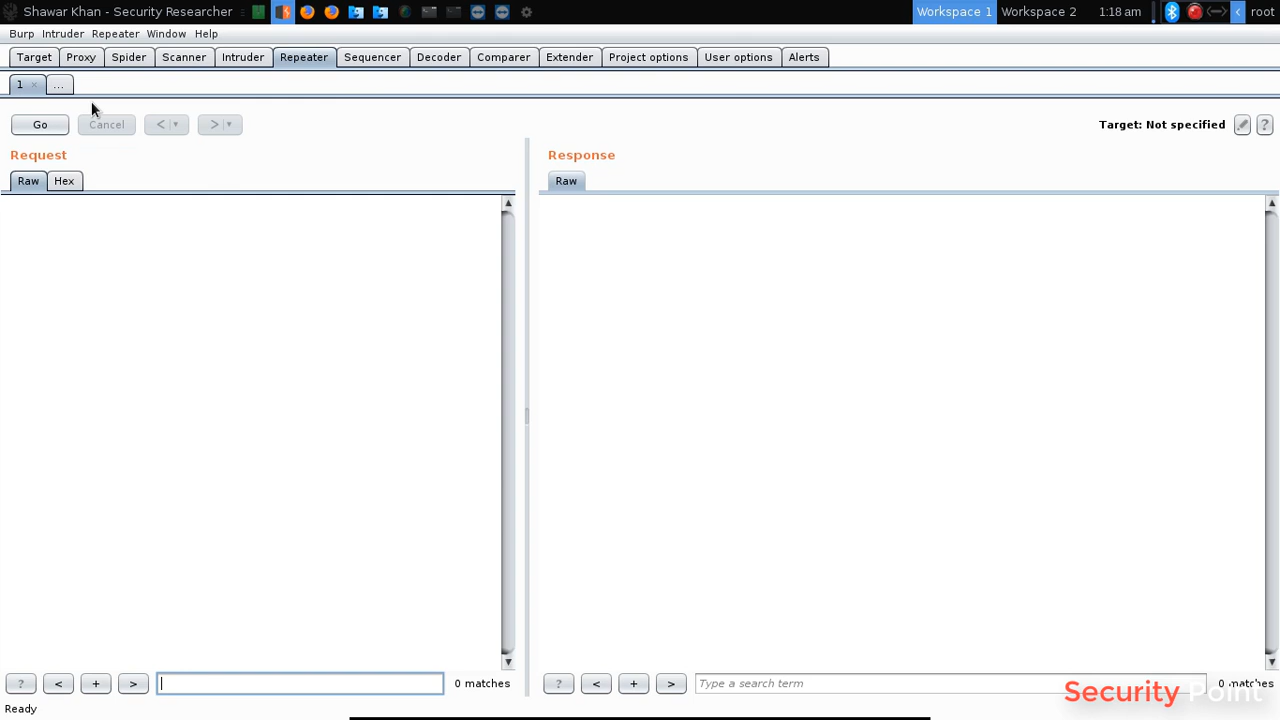 Shawar Khan - Security Researcher
Workspace 1 Workspace 2 1:18 am root
Burp Intruder Repeater Window Help
Target Proxy Spider Scanner Intruder Repeater Sequencer Decoder Comparer Extender Project options User options Alerts
1 × ...
Go Cancel < > Target: Not specified ?
Request Response
Raw Hex Raw
? < + > 0 matches ? < + > Type a search term 0 matches
Security Point
Ready